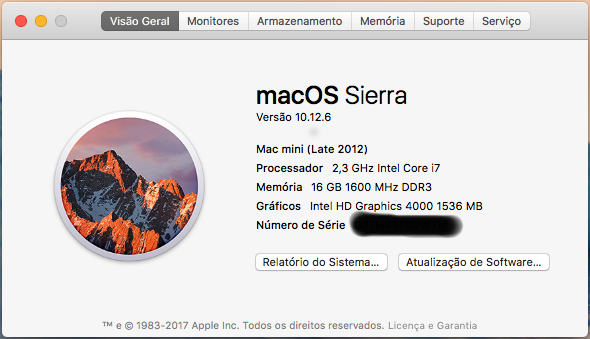 Visão Geral Monitores Armazenamento Memória Suporte Serviço
macOS Sierra
Versão 10.12.6
Mac mini (Late 2012)
Processador 2,3 GHz Intel Core i7
Memória 16 GB 1600 MHz DDR3
Gráficos Intel HD Graphics 4000 1536 MB
Número de Série
Relatório do Sistema... Atualização de Software...
™ e © 1983-2017 Apple Inc. Todos os direitos reservados. Licença e Garantia